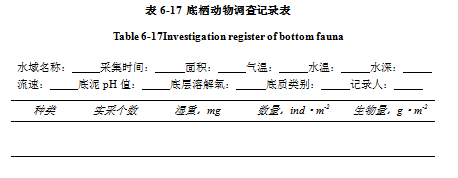 表 6-17 底栖动物调查记录表
Table 6-17Investigation register of bottom fauna
水域名称：_____采集时间：_____面积：_____气温：_____水温：_____水深：_____
流速：_____底泥 pH 值：_____底层溶解氧：_____底质类别：_____记录人：_____
种类 实采个数 湿重，mg 数量，ind·m⁻² 生物量，g·m⁻²